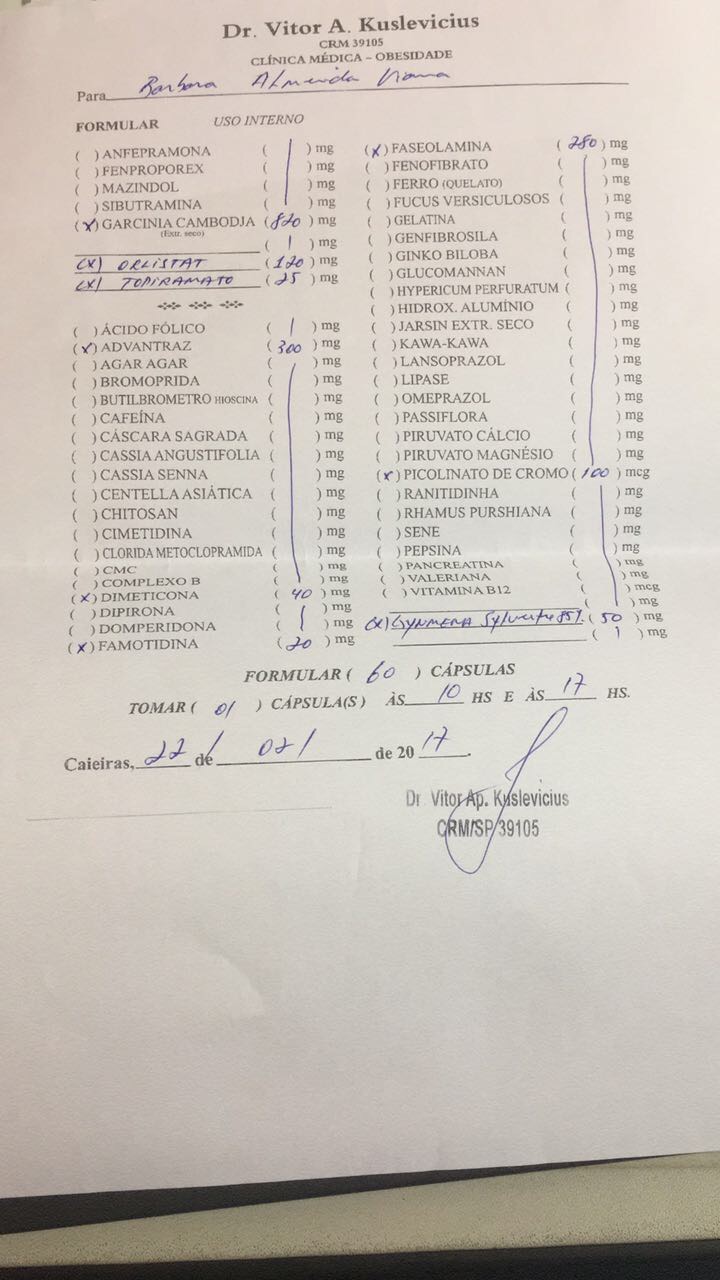 Dr. Vitor A. Kuslevicius
CRM 39105
CLÍNICA MÉDICA – OBESIDADE
Para Barbara Almeida Viana
FORMULAR USO INTERNO
( ) ANFEPRAMONA ( ) mg
( ) FENPROPOREX ( ) mg
( ) MAZINDOL ( ) mg
( ) SIBUTRAMINA ( ) mg
(x) GARCINIA CAMBODJA (820) mg
(Extr. seco)
( ) mg
(x) ORLISTAT (120) mg
(x) TOPIRAMATO (25) mg
( ) ÁCIDO FÓLICO ( ) mg
(x) ADVANTRAZ (300) mg
( ) AGAR AGAR ( ) mg
( ) BROMOPRIDA ( ) mg
( ) BUTILBROMETRO HIOSCINA ( ) mg
( ) CAFEÍNA ( ) mg
( ) CÁSCARA SAGRADA ( ) mg
( ) CASSIA ANGUSTIFOLIA ( ) mg
( ) CASSIA SENNA ( ) mg
( ) CENTELLA ASIÁTICA ( ) mg
( ) CHITOSAN ( ) mg
( ) CIMETIDINA ( ) mg
( ) CLORIDA METOCLOPRAMIDA ( ) mg
( ) CMC ( ) mg
( ) COMPLEXO B ( ) mg
(x) DIMETICONA (40) mg
( ) DIPIRONA ( ) mg
( ) DOMPERIDONA ( ) mg
(x) FAMOTIDINA (20) mg
(x) FASEOLAMINA (280) mg
( ) FENOFIBRATO ( ) mg
( ) FERRO (QUELATO) ( ) mg
( ) FUCUS VERSICULOSOS ( ) mg
( ) GELATINA ( ) mg
( ) GENFIBROSILA ( ) mg
( ) GINKO BILOBA ( ) mg
( ) GLUCOMANNAN ( ) mg
( ) HYPERICUM PERFURATUM ( ) mg
( ) HIDROX. ALUMÍNIO ( ) mg
( ) JARSIN EXTR. SECO ( ) mg
( ) KAWA-KAWA ( ) mg
( ) LANSOPRAZOL ( ) mg
( ) LIPASE ( ) mg
( ) OMEPRAZOL ( ) mg
( ) PASSIFLORA ( ) mg
( ) PIRUVATO CÁLCIO ( ) mg
( ) PIRUVATO MAGNÉSIO ( ) mg
(x) PICOLINATO DE CROMO (100) mcg
( ) RANITIDINHA ( ) mg
( ) RHAMUS PURSHIANA ( ) mg
( ) SENE ( ) mg
( ) PEPSINA ( ) mg
( ) PANCREATINA ( ) mg
( ) VALERIANA ( ) mg
( ) VITAMINA B12 ( ) mcg
( ) mg
(x) Gynmena Sylvestre 85% (50) mg
( ) mg
FORMULAR ( 60 ) CÁPSULAS
TOMAR ( 01 ) CÁPSULA(S) ÀS 10 HS E ÀS 17 HS.
Caieiras, 22 / de 02 / de 2017.
Dr. Vitor Ap. Kuslevicius
CRM/SP 39105